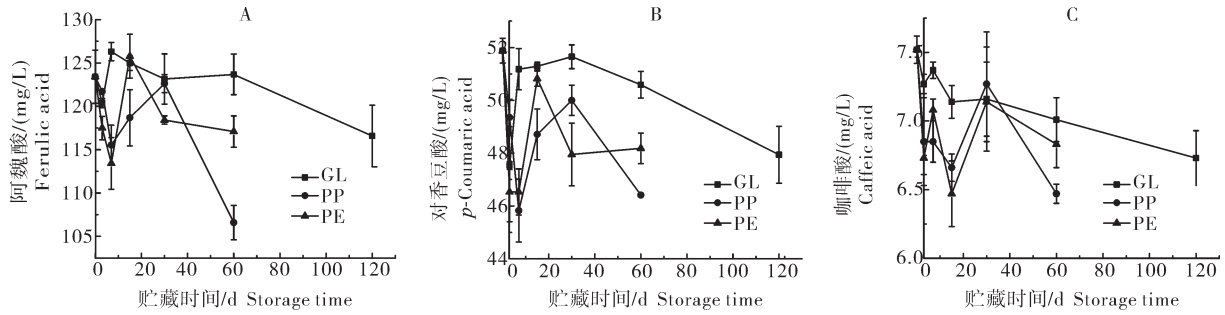 A
阿魏酸/(mg/L)
Ferulic acid
130
125
120
115
110
105
GL
PP
PE
0 20 40 60 80 100 120
贮藏时间/d Storage time
B
对香豆酸/(mg/L)
p-Coumaric acid
52
50
48
46
44
GL
PP
PE
0 20 40 60 80 100 120
贮藏时间/d Storage time
C
咖啡酸/(mg/L)
Caffeic acid
7.5
7.0
6.5
6.0
GL
PP
PE
0 20 40 60 80 100 120
贮藏时间/d Storage time